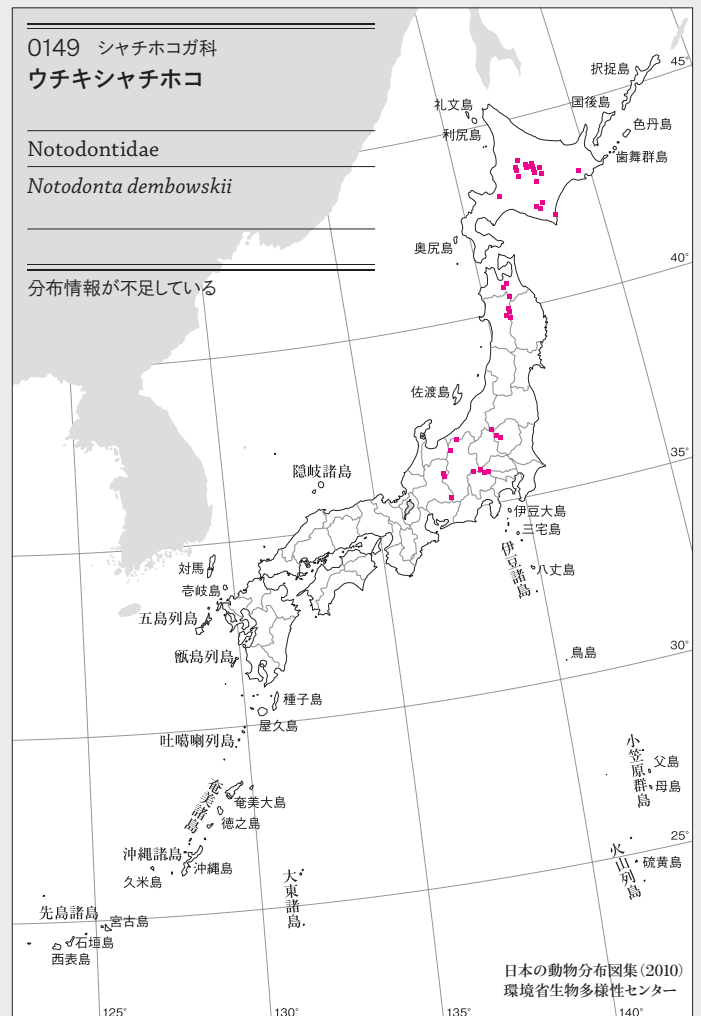 0149 シャチホコガ科
ウチキシャチホコ
Notodontidae
Notodonta dembowskii
分布情報が不足している
択捉島
45°
礼文島
国後島
色丹島
利尻島
歯舞群島
奥尻島
40°
佐渡島
35°
隠岐諸島
伊豆大島
三宅島
伊豆諸島
八丈島
対馬
壱岐島
五島列島
甑島列島
鳥島
30°
種子島
屋久島
吐噶喇列島
小笠原群島
父島
母島
奄美諸島
奄美大島
徳之島
25°
沖縄諸島
沖縄島
久米島
火山列島
硫黄島
大東諸島
先島諸島
宮古島
石垣島
西表島
日本の動物分布図集(2010)
環境省生物多様性センター
125°
130°
135°
140°